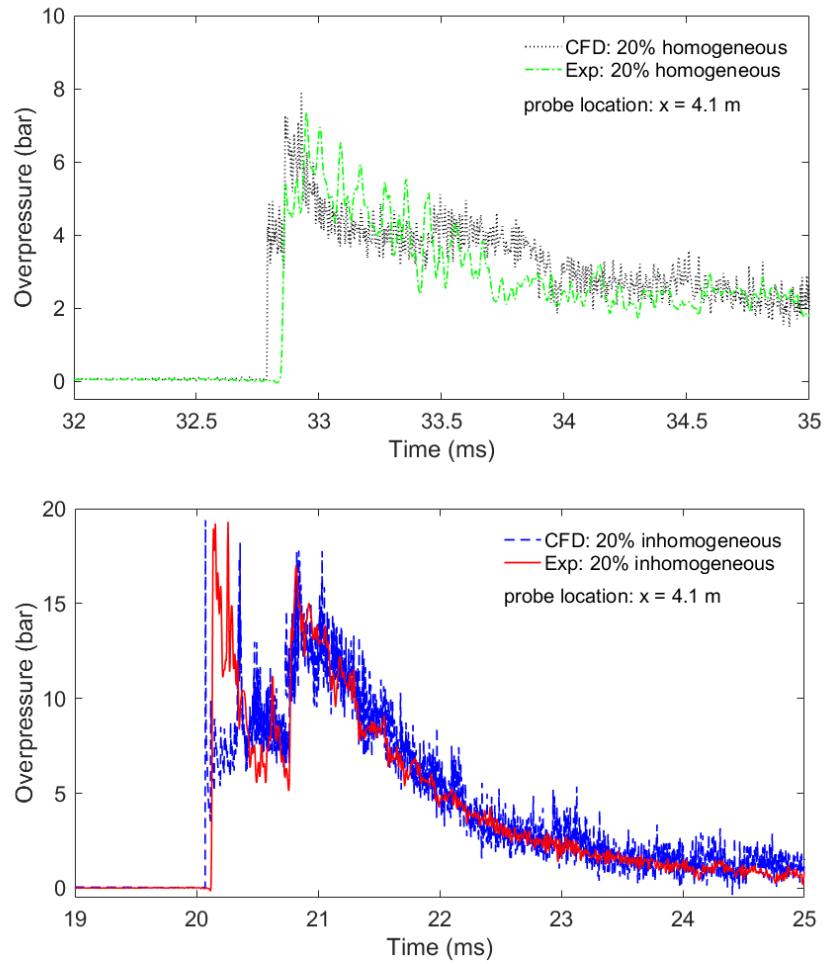 10
8
6
4
2
0
Overpressure (bar)
CFD: 20% homogeneous
Exp: 20% homogeneous
probe location: x = 4.1 m
32 32.5 33 33.5 34 34.5 35
Time (ms)
20
15
10
5
0
Overpressure (bar)
CFD: 20% inhomogeneous
Exp: 20% inhomogeneous
probe location: x = 4.1 m
19 20 21 22 23 24 25
Time (ms)